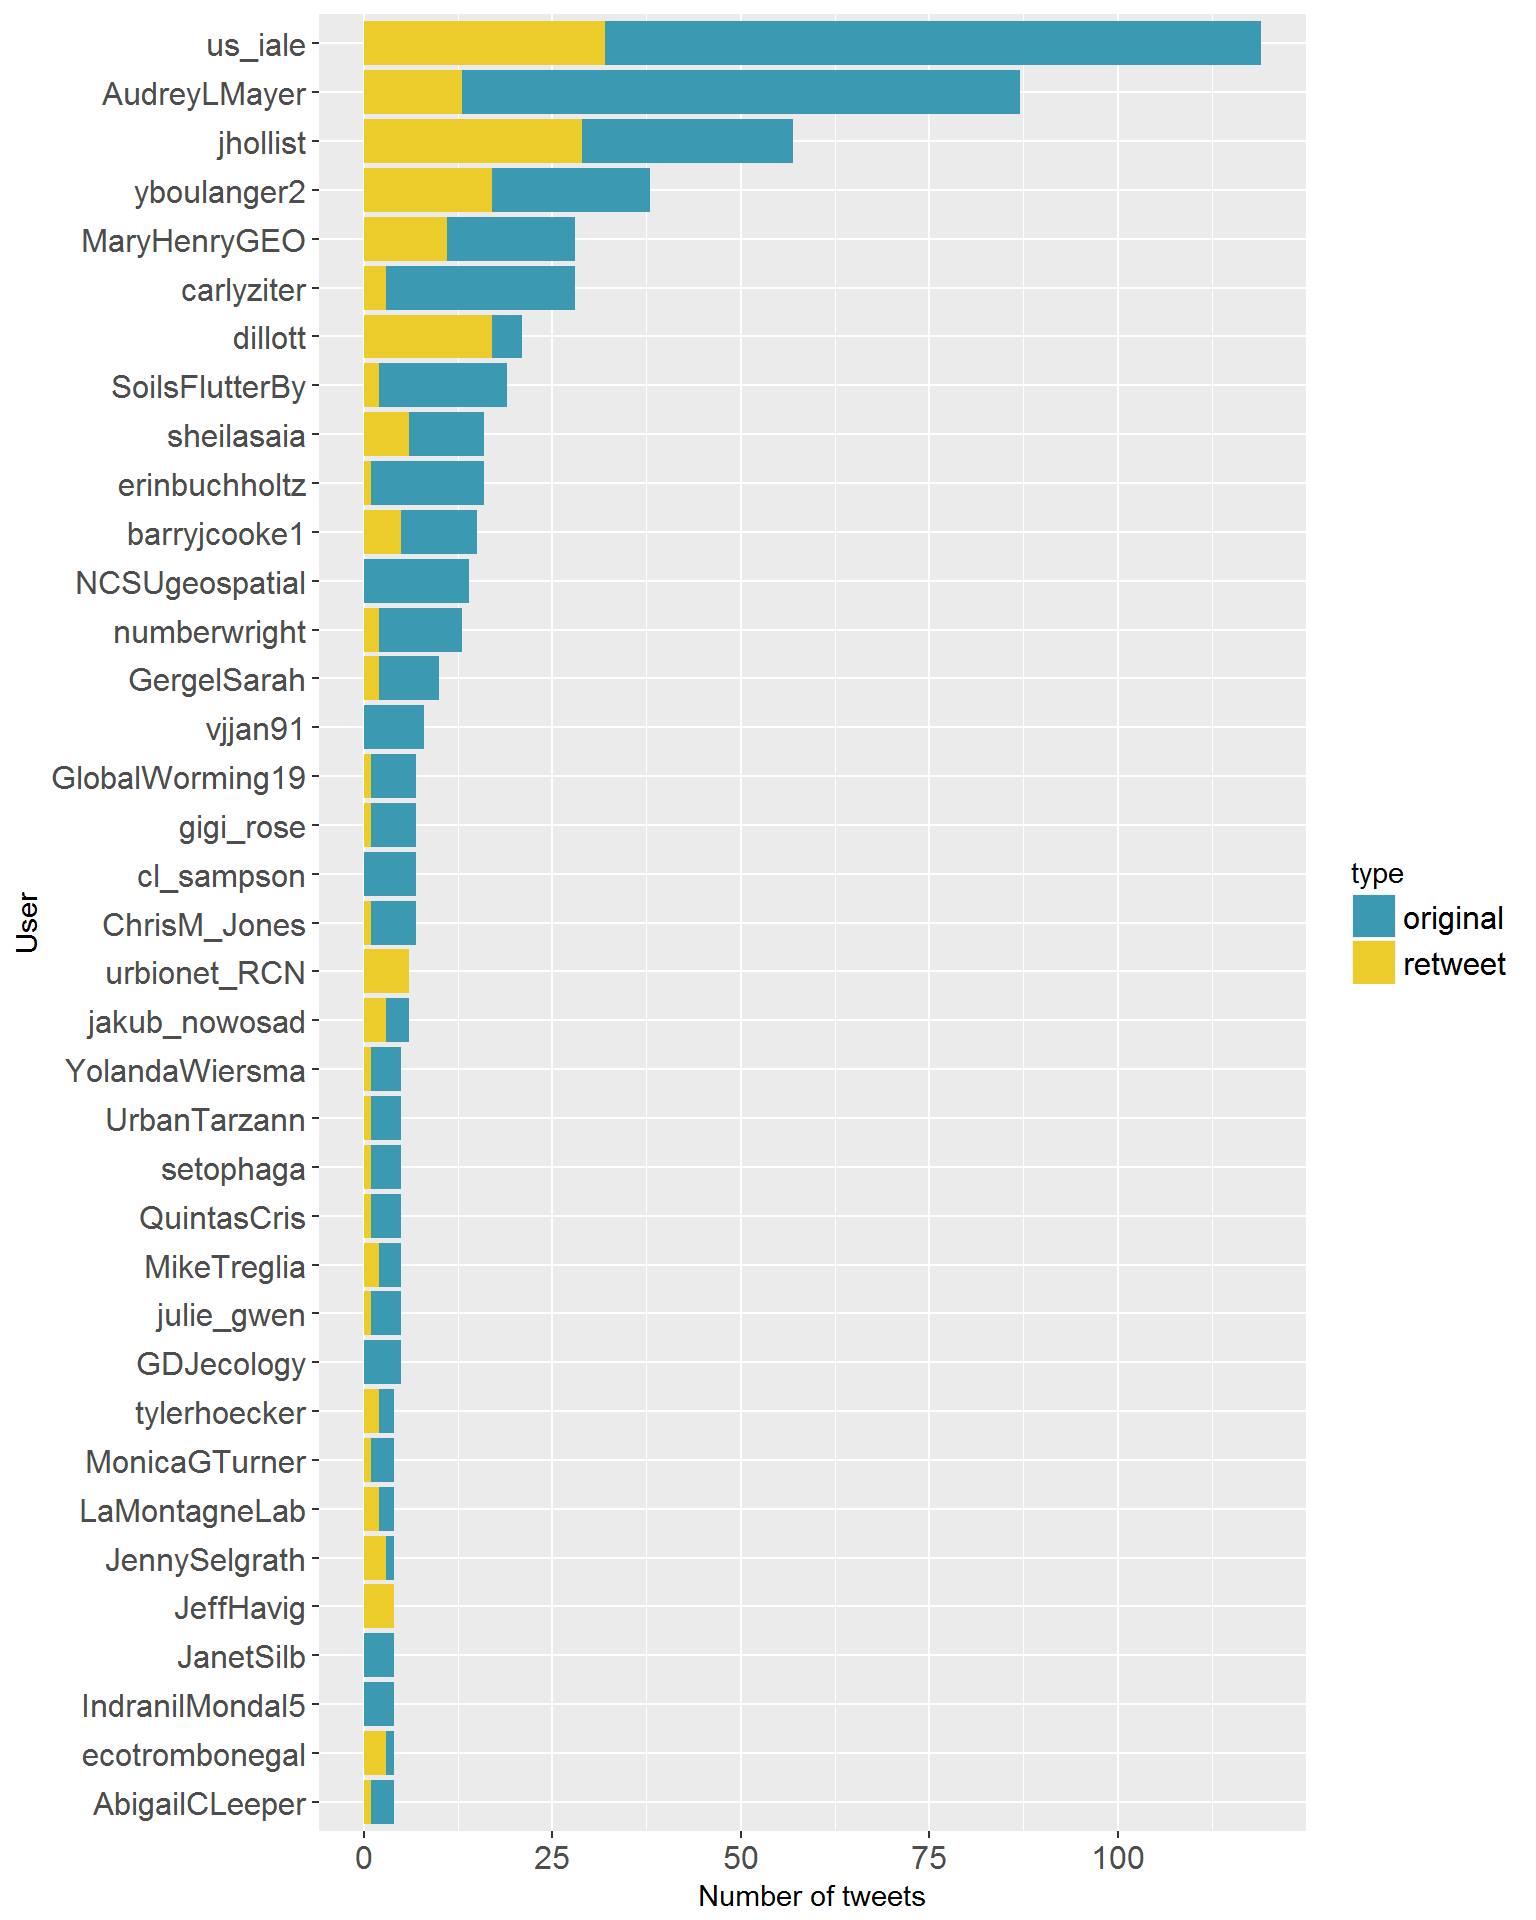 us_iale
AudreyLMayer
jhollist
yboulanger2
MaryHenryGEO
carlyziter
dillott
SoilsFlutterBy
sheilasaia
erinbuchholtz
barryjcooke1
NCSUgeospatial
numberwright
GergelSarah
vjjan91
GlobalWorming19
gigi_rose
cl_sampson
ChrisM_Jones
urbionet_RCN
jakub_nowosad
YolandaWiersma
UrbanTarzann
setophaga
QuintasCris
MikeTreglia
julie_gwen
GDJecology
tylerhoecker
MonicaGTurner
LaMontagneLab
JennySelgrath
JeffHavig
JanetSilb
IndranilMondal5
ecotrombonegal
AbigailCLeeper
User
0 25 50 75 100
Number of tweets
type
original
retweet